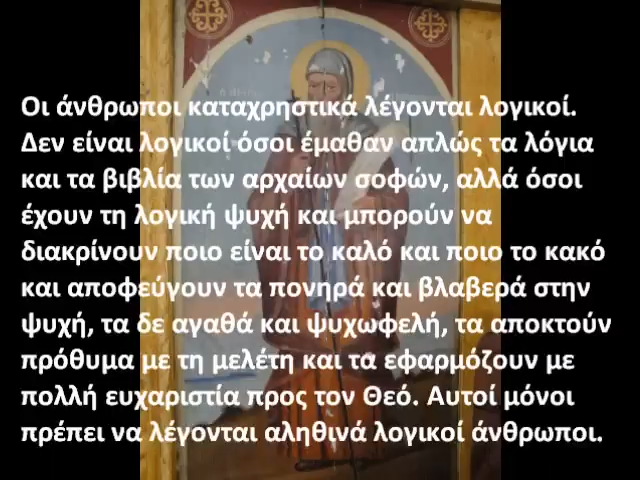 Οι άνθρωποι καταχρηστικά λέγονται λογικοί.
Δεν είναι λογικοί όσοι έμαθαν απλώς τα λόγια
και τα βιβλία των αρχαίων σοφών, αλλά όσοι
έχουν τη λογική ψυχή και μπορούν να
διακρίνουν ποιο είναι το καλό και ποιο το κακό
και αποφεύγουν τα πονηρά και βλαβερά στην
ψυχή, τα δε αγαθά και ψυχωφελή, τα αποκτούν
πρόθυμα με τη μελέτη και τα εφαρμόζουν με
πολλή ευχαριστία προς τον Θεό. Αυτοί μόνοι
πρέπει να λέγονται αληθινά λογικοί άνθρωποι.